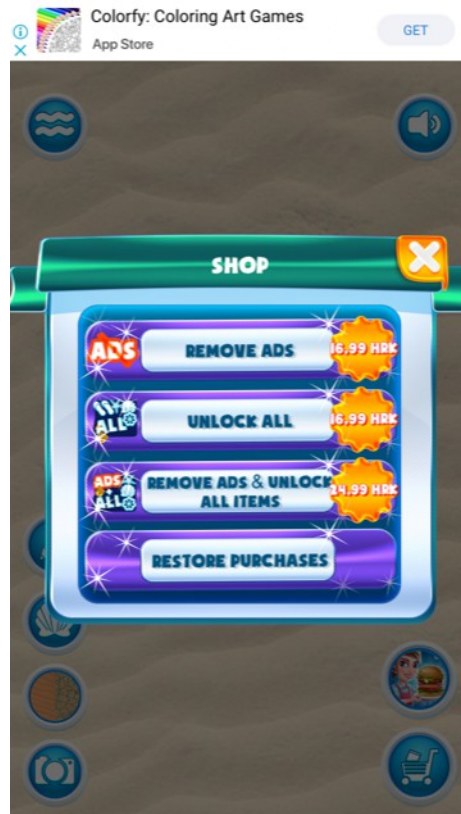 Colorfy: Coloring Art Games
App Store
GET
SHOP
ADS
REMOVE ADS
16,99 HRK
ALL
UNLOCK ALL
16,99 HRK
ADS
+
ALL
REMOVE ADS & UNLOCK
ALL ITEMS
24,99 HRK
RESTORE PURCHASES